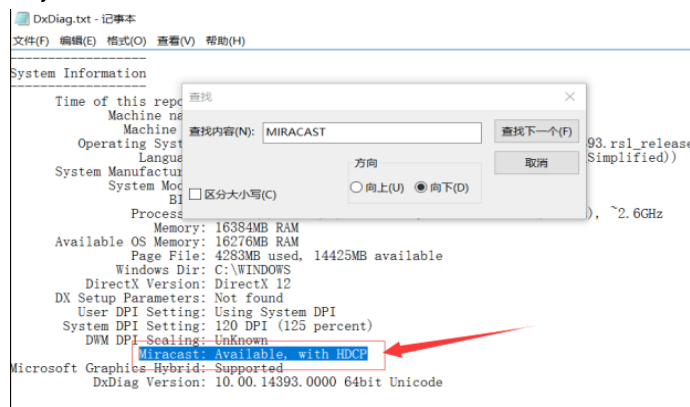 DxDiag.txt - 记事本
文件(F) 编辑(E) 格式(O) 查看(V) 帮助(H)
------------------
System Information
------------------
Time of this repo
Machine na
Machine
Operating Syst 93.rs1_release
Langua Simplified))
System Manufactur
System Mod
BI
Process ), ~2.6GHz
查找
查找内容(N): MIRACAST 查找下一个(F)
方向 取消
区分大小写(C) 向上(U) 向下(D)
Memory: 16384MB RAM
Available OS Memory: 16276MB RAM
Page File: 4283MB used, 14425MB available
Windows Dir: C:\WINDOWS
DirectX Version: DirectX 12
DX Setup Parameters: Not found
User DPI Setting: Using System DPI
System DPI Setting: 120 DPI (125 percent)
DWM DPI Scaling: UnKnown
Miracast: Available, with HDCP
Microsoft Graphics Hybrid: Supported
DxDiag Version: 10.00.14393.0000 64bit Unicode